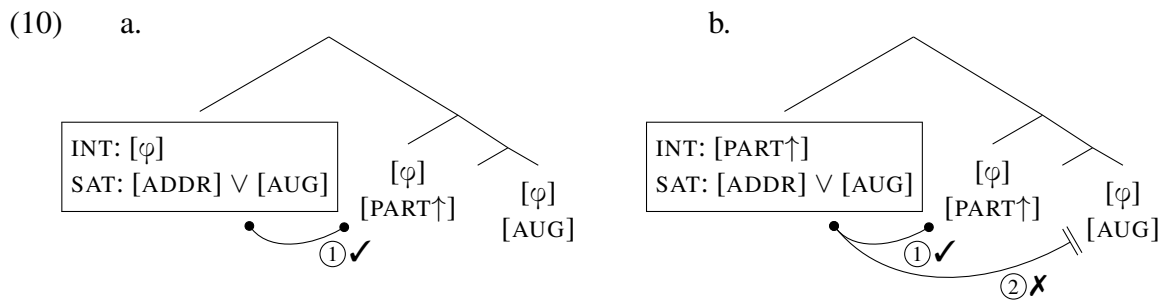 (10) a. b.
INT: [φ]
SAT: [ADDR] ∨ [AUG]
[φ]
[PART↑]
[φ]
[AUG]
①✓
INT: [PART↑]
SAT: [ADDR] ∨ [AUG]
[φ]
[PART↑]
[φ]
[AUG]
①✓
②✗